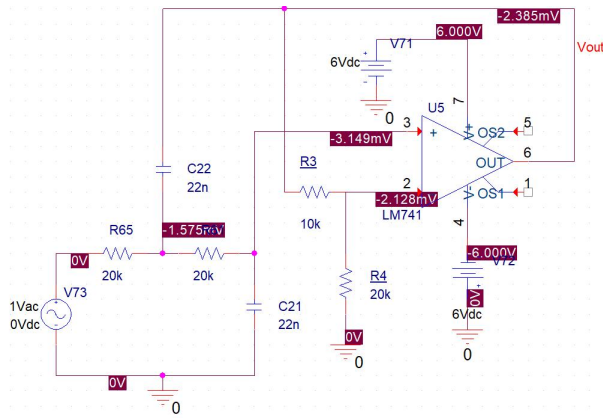 -2.385mV
Vout
6.000V
V71
6Vdc
0
U5
7
V+
OS2
5
3
+
-3.149mV
OUT
6
C22
22n
R3
10k
2
-
-2.128mV
LM741
OS1
1
V-
4
R65
20k
-1.575mV
20k
0V
V73
1Vac
0Vdc
C21
22n
R4
20k
0V
0
-6.000V
V72
0V
6Vdc
0
0V
0